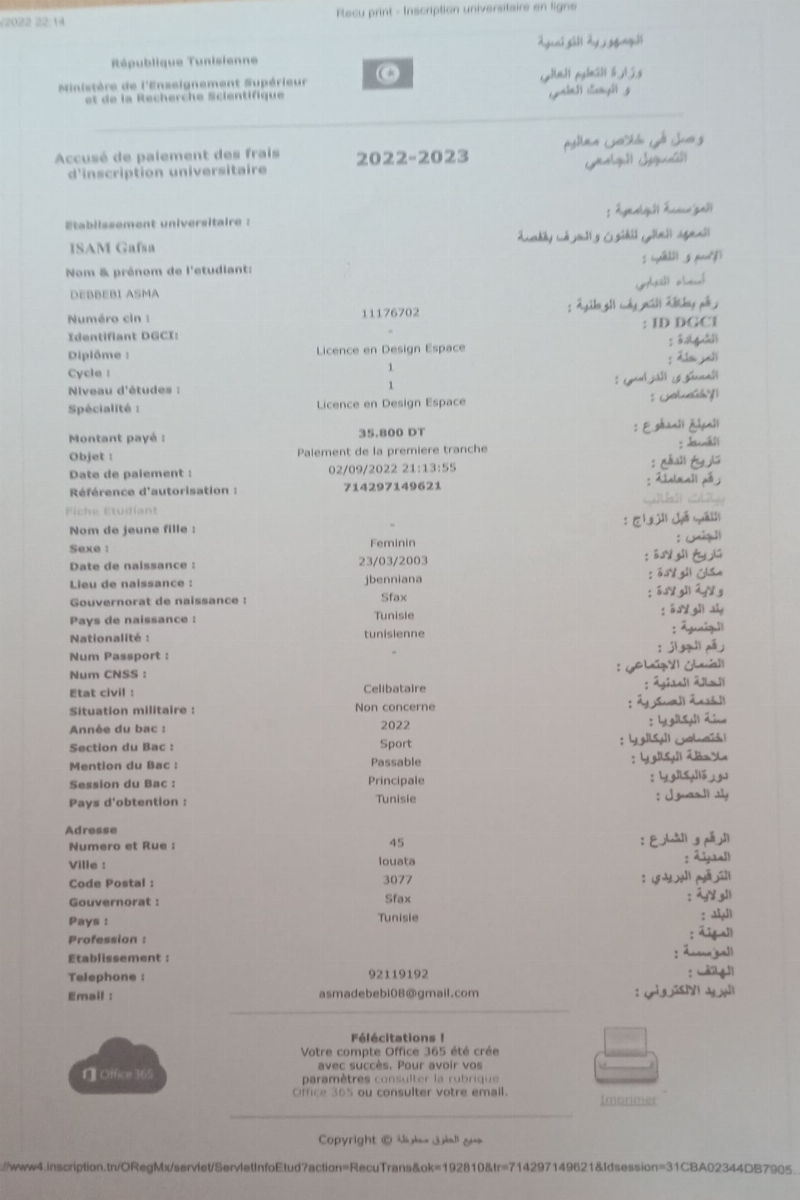 /2022 22:14
Recu print - Inscription universitaire en ligne
République Tunisienne
الجمهورية التونسية
Ministère de l'Enseignement Supérieur
et de la Recherche Scientifique
وزارة التعليم العالي
و البحث العلمي
Accusé de paiement des frais
d'inscription universitaire
2022-2023
وصل في خلاص معاليم
التسجيل الجامعي
Etablissement universitaire :
المؤسسة الجامعية :
ISAM Gafsa
المعهد العالي للفنون والحرف بقفصة
Nom & prénom de l'etudiant:
الإسم و اللقب :
DEBBEBI ASMA
أسماء الدبابي
Numéro cin : 11176702 رقم بطاقة التعريف الوطنية :
Identifiant DGCI: - ID DGCI :
Diplôme : Licence en Design Espace الشهادة :
Cycle : 1 المرحلة :
Niveau d'études : 1 المستوى الدراسي :
Spécialité : Licence en Design Espace الإختصاص :
Montant payé : 35.800 DT المبلغ المدفوع :
Objet : Paiement de la premiere tranche القسط :
Date de paiement : 02/09/2022 21:13:55 تاريخ الدفع :
Référence d'autorisation : 714297149621 رقم المعاملة :
Fiche Etudiant بيانات الطالب
Nom de jeune fille : - اللقب قبل الزواج :
Sexe : Feminin الجنس :
Date de naissance : 23/03/2003 تاريخ الولادة :
Lieu de naissance : jbenniana مكان الولادة :
Gouvernorat de naissance : Sfax ولاية الولادة :
Pays de naissance : Tunisie بلد الولادة :
Nationalité : tunisienne الجنسية :
Num Passport : - رقم الجواز :
Num CNSS : الضمان الاجتماعي :
Etat civil : Celibataire الحالة المدنية :
Situation militaire : Non concerne الخدمة العسكرية :
Année du bac : 2022 سنة البكالوريا :
Section du Bac : Sport اختصاص البكالوريا :
Mention du Bac : Passable ملاحظة البكالوريا :
Session du Bac : Principale دورةالبكالوريا :
Pays d'obtention : Tunisie بلد الحصول :
Adresse
Numero et Rue : 45 الرقم و الشارع :
Ville : louata المدينة :
Code Postal : 3077 الترقيم البريدي :
Gouvernorat : Sfax الولاية :
Pays : Tunisie البلد :
Profession : المهنة :
Etablissement : المؤسسة :
Telephone : 92119192 الهاتف :
Email : asmadebebi08@gmail.com البريد الالكتروني :
Félécitations !
Votre compte Office 365 été crée
avec succès. Pour avoir vos
paramètres consulter la rubrique
Office 365 ou consulter votre email.
Office 365
Imprimer
Copyright © جميع الحقوق محفوظة
://www4.inscription.tn/ORegMx/servlet/ServletInfoEtud?action=RecuTrans&ok=192810&tr=714297149621&Idsession=31CBA02344DB7905...